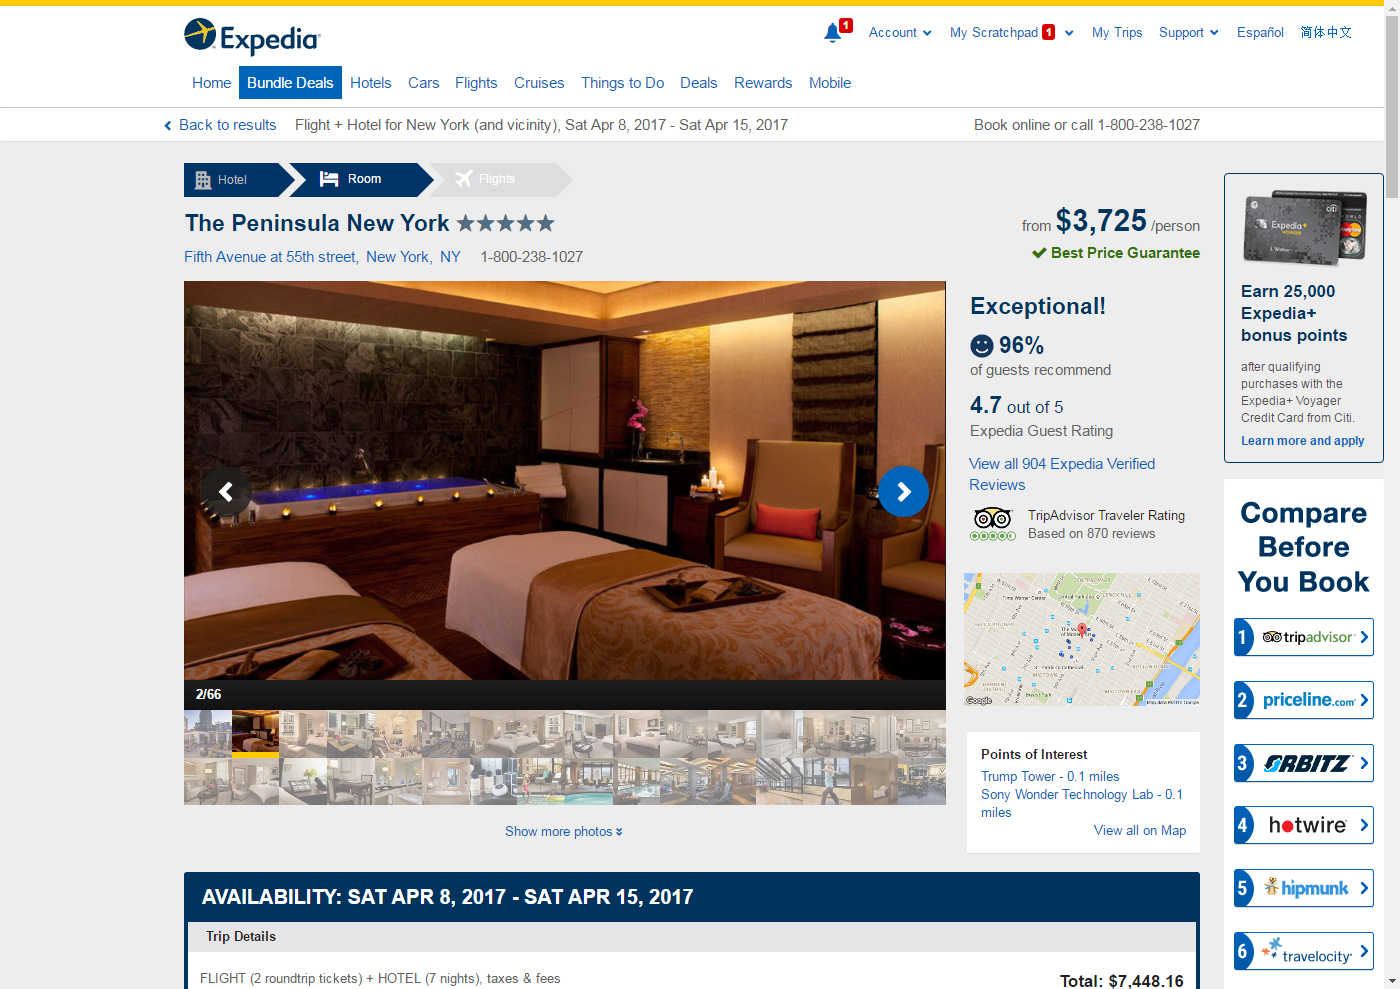 Expedia
1
Account
My Scratchpad 1
My Trips
Support
Español
简体中文
Home
Bundle Deals
Hotels
Cars
Flights
Cruises
Things to Do
Deals
Rewards
Mobile
Back to results
Flight + Hotel for New York (and vicinity), Sat Apr 8, 2017 - Sat Apr 15, 2017
Book online or call 1-800-238-1027
Hotel
Room
Flights
The Peninsula New York
Fifth Avenue at 55th street, New York, NY 1-800-238-1027
from $3,725 /person
Best Price Guarantee
2/66
Show more photos
Exceptional!
96%
of guests recommend
4.7 out of 5
Expedia Guest Rating
View all 904 Expedia Verified
Reviews
TripAdvisor Traveler Rating
Based on 870 reviews
Google
Points of Interest
Trump Tower - 0.1 miles
Sony Wonder Technology Lab - 0.1
miles
View all on Map
AVAILABILITY: SAT APR 8, 2017 - SAT APR 15, 2017
Trip Details
FLIGHT (2 roundtrip tickets) + HOTEL (7 nights), taxes & fees
Total: $7,448.16
citi
Expedia+
VOYAGER
Earn 25,000
Expedia+
bonus points
after qualifying
purchases with the
Expedia+ Voyager
Credit Card from Citi.
Learn more and apply
Compare
Before
You Book
1 tripadvisor
2 priceline.com
3 ORBITZ
4 hotwire
5 hipmunk
6 travelocity